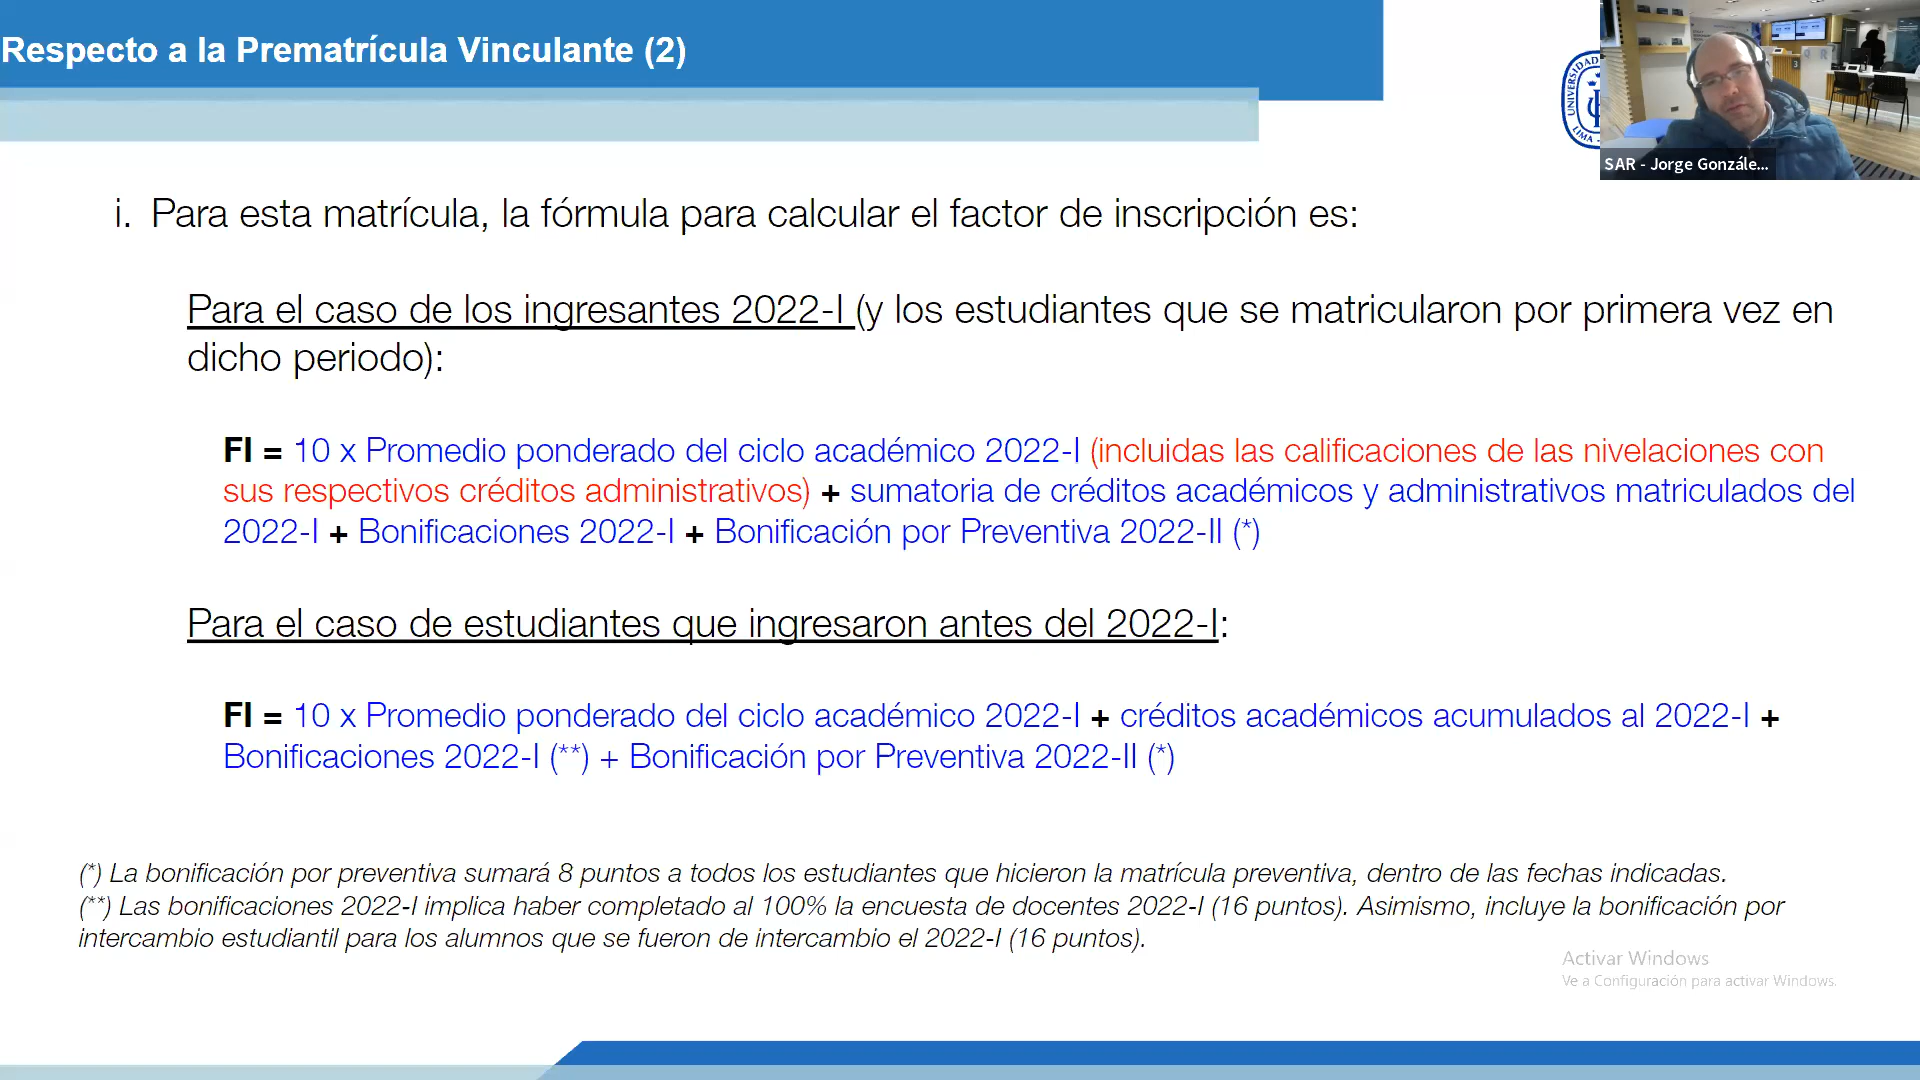 Respecto a la Prematrícula Vinculante (2)
UNIVERSIDAD
LIMA
SAR - Jorge Gonzále...
i. Para esta matrícula, la fórmula para calcular el factor de inscripción es:
Para el caso de los ingresantes 2022-I (y los estudiantes que se matricularon por primera vez en
dicho periodo):
FI = 10 x Promedio ponderado del ciclo académico 2022-I (incluidas las calificaciones de las nivelaciones con
sus respectivos créditos administrativos) + sumatoria de créditos académicos y administrativos matriculados del
2022-I + Bonificaciones 2022-I + Bonificación por Preventiva 2022-II (*)
Para el caso de estudiantes que ingresaron antes del 2022-I:
FI = 10 x Promedio ponderado del ciclo académico 2022-I + créditos académicos acumulados al 2022-I +
Bonificaciones 2022-I (**) + Bonificación por Preventiva 2022-II (*)
(*) La bonificación por preventiva sumará 8 puntos a todos los estudiantes que hicieron la matrícula preventiva, dentro de las fechas indicadas.
(**) Las bonificaciones 2022-I implica haber completado al 100% la encuesta de docentes 2022-I (16 puntos). Asimismo, incluye la bonificación por
intercambio estudiantil para los alumnos que se fueron de intercambio el 2022-I (16 puntos).
Activar Windows
Ve a Configuración para activar Windows.